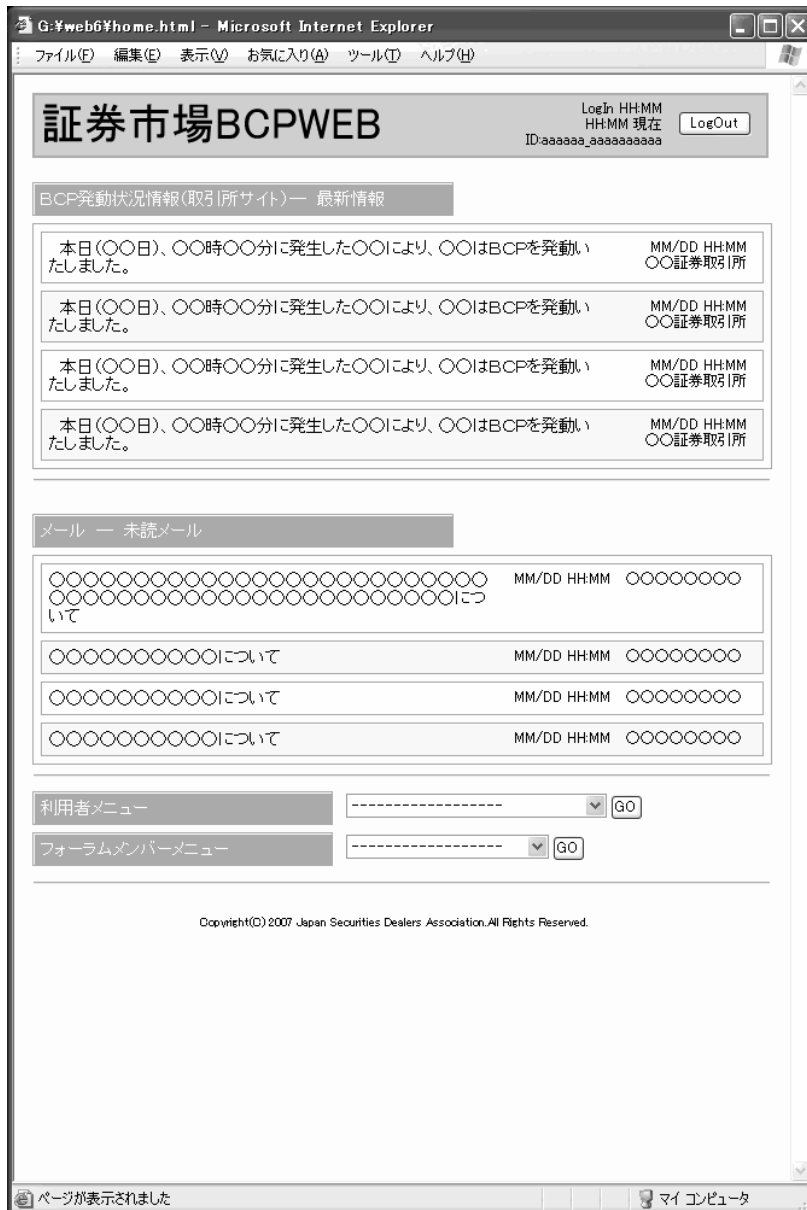 G:¥web6¥home.html - Microsoft Internet Explorer
ファイル(F) 編集(E) 表示(V) お気に入り(A) ツール(T) ヘルプ(H)
証券市場BCPWEB
LogIn HH:MM
HH:MM 現在
ID:aaaaaa_aaaaaaaaaa
LogOut
BCP発動状況情報(取引所サイト)― 最新情報
本日(〇〇日)、〇〇時〇〇分に発生した〇〇により、〇〇はBCPを発動い
たしました。
MM/DD HH:MM
〇〇証券取引所
本日(〇〇日)、〇〇時〇〇分に発生した〇〇により、〇〇はBCPを発動い
たしました。
MM/DD HH:MM
〇〇証券取引所
本日(〇〇日)、〇〇時〇〇分に発生した〇〇により、〇〇はBCPを発動い
たしました。
MM/DD HH:MM
〇〇証券取引所
本日(〇〇日)、〇〇時〇〇分に発生した〇〇により、〇〇はBCPを発動い
たしました。
MM/DD HH:MM
〇〇証券取引所
メール ― 未読メール
〇〇〇〇〇〇〇〇〇〇〇〇〇〇〇〇〇〇〇〇〇〇〇〇〇〇 MM/DD HH:MM 〇〇〇〇〇〇〇〇
〇〇〇〇〇〇〇〇〇〇〇〇〇〇〇〇〇〇〇〇〇〇〇〇につ
いて
〇〇〇〇〇〇〇〇〇〇について MM/DD HH:MM 〇〇〇〇〇〇〇〇
〇〇〇〇〇〇〇〇〇〇について MM/DD HH:MM 〇〇〇〇〇〇〇〇
〇〇〇〇〇〇〇〇〇〇について MM/DD HH:MM 〇〇〇〇〇〇〇〇
利用者メニュー ------------------ GO
フォーラムメンバーメニュー ------------------ GO
Copyright(C) 2007 Japan Securities Dealers Association.All Rights Reserved.
ページが表示されました マイ コンピュータ